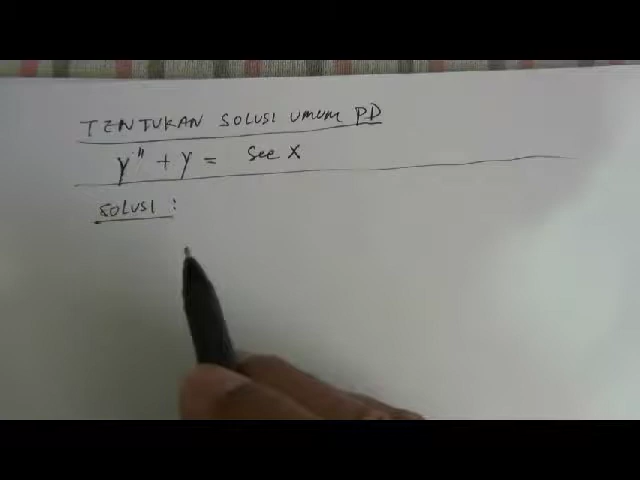 TENTUKAN SOLUSI UMUM PD
y" + y = Sec X
SOLUSI :